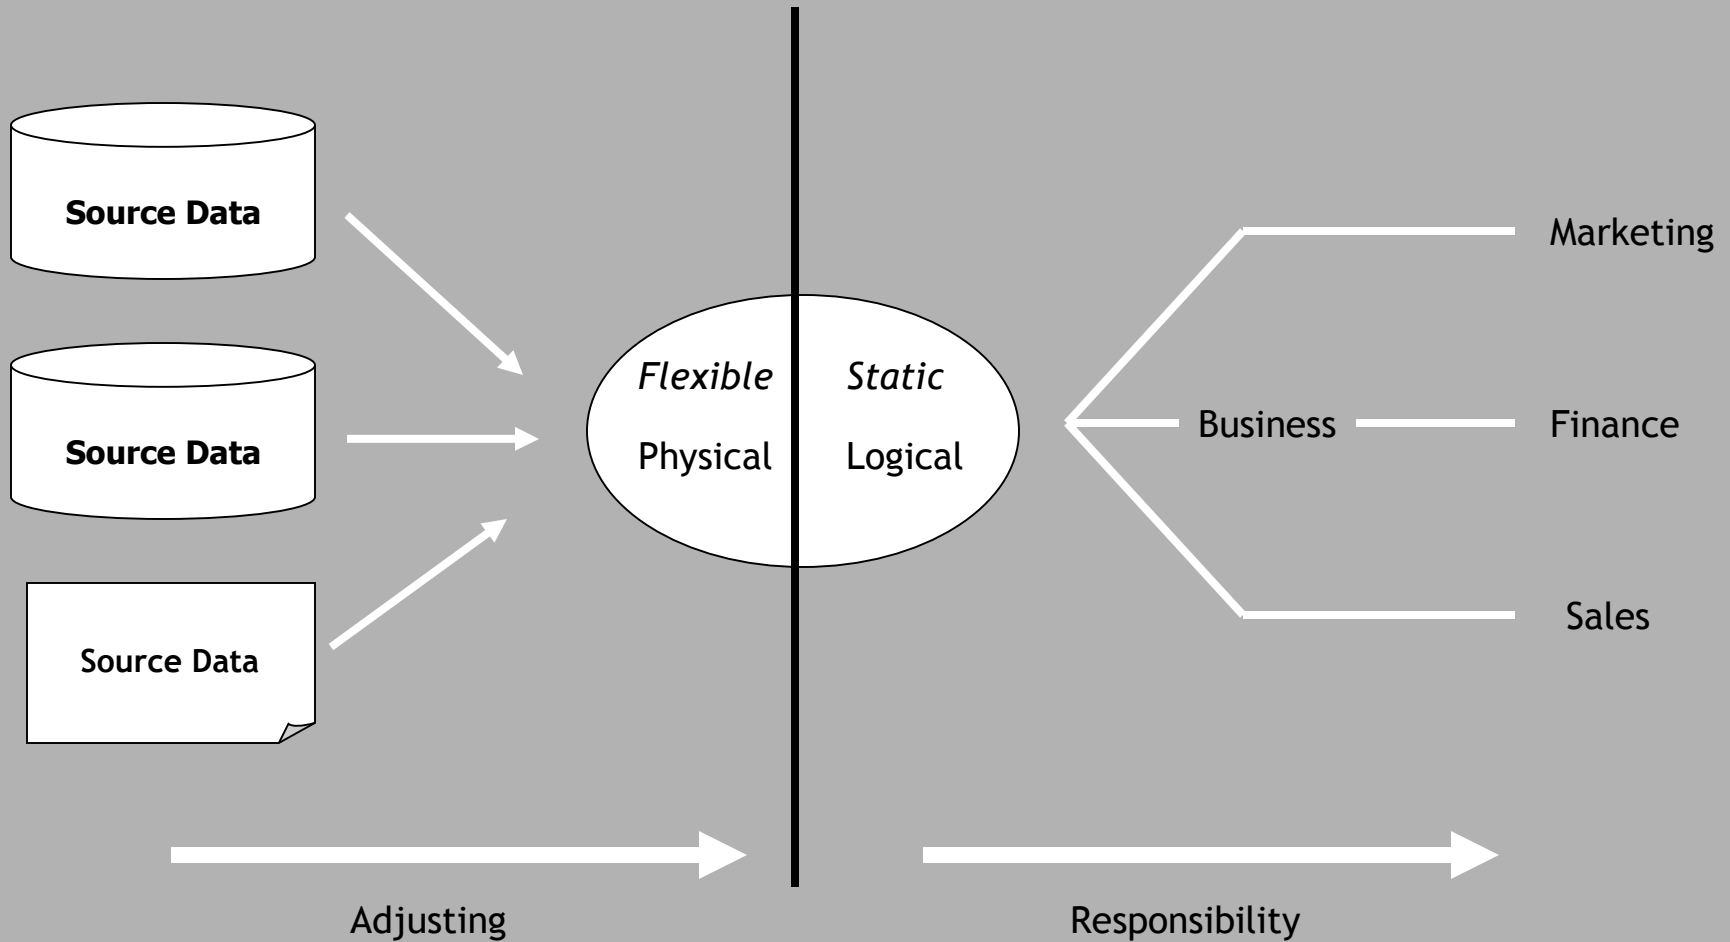 Source Data
Source Data
Source Data
Flexible
Physical
Static
Logical
Business
Marketing
Finance
Sales
Adjusting
Responsibility